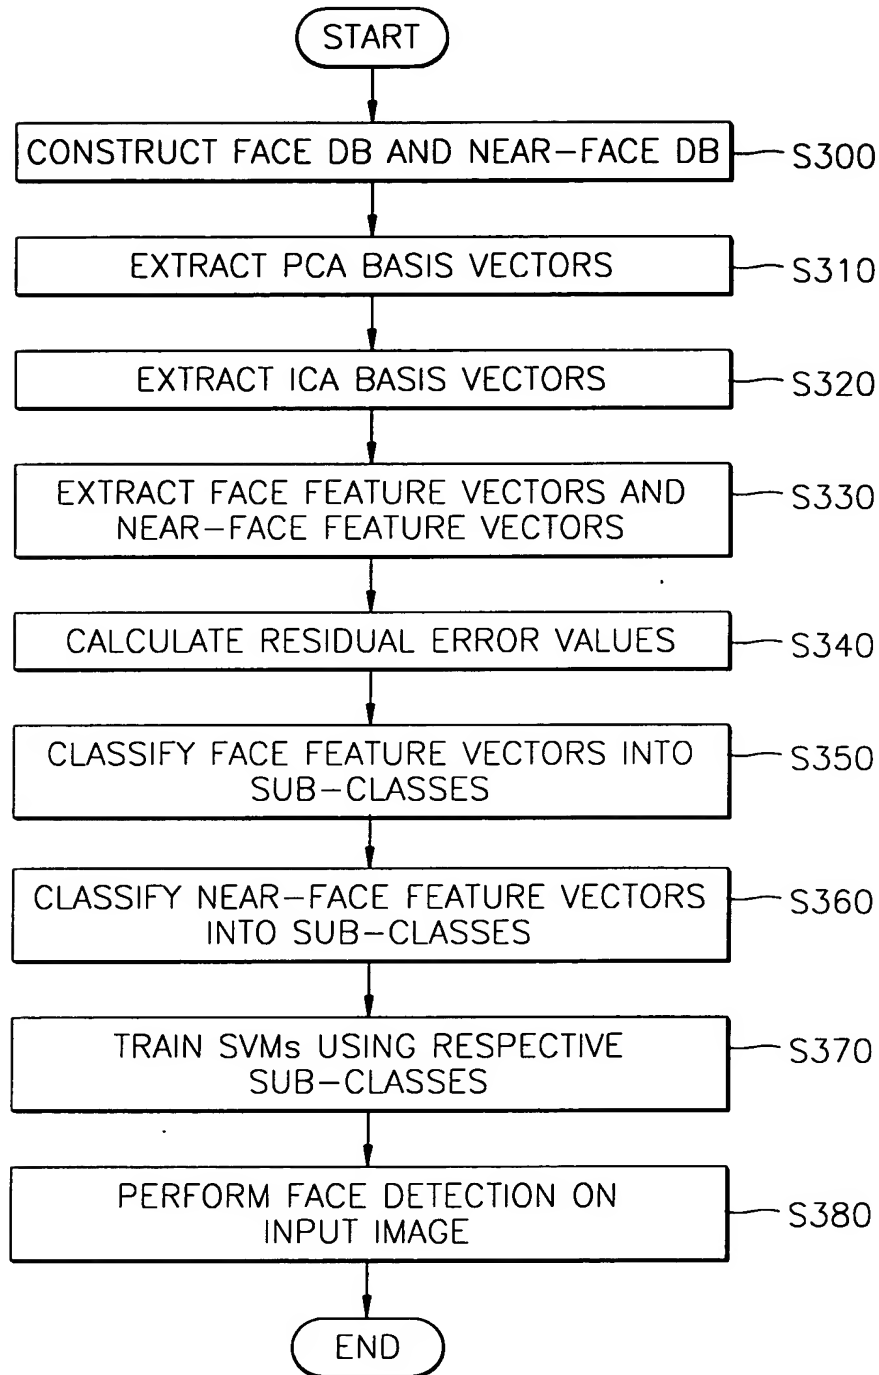 START
CONSTRUCT FACE DB AND NEAR-FACE DB
S300
EXTRACT PCA BASIS VECTORS
S310
EXTRACT ICA BASIS VECTORS
S320
EXTRACT FACE FEATURE VECTORS AND
NEAR-FACE FEATURE VECTORS
S330
CALCULATE RESIDUAL ERROR VALUES
S340
CLASSIFY FACE FEATURE VECTORS INTO
SUB-CLASSES
S350
CLASSIFY NEAR-FACE FEATURE VECTORS
INTO SUB-CLASSES
S360
TRAIN SVMs USING RESPECTIVE
SUB-CLASSES
S370
PERFORM FACE DETECTION ON
INPUT IMAGE
S380
END